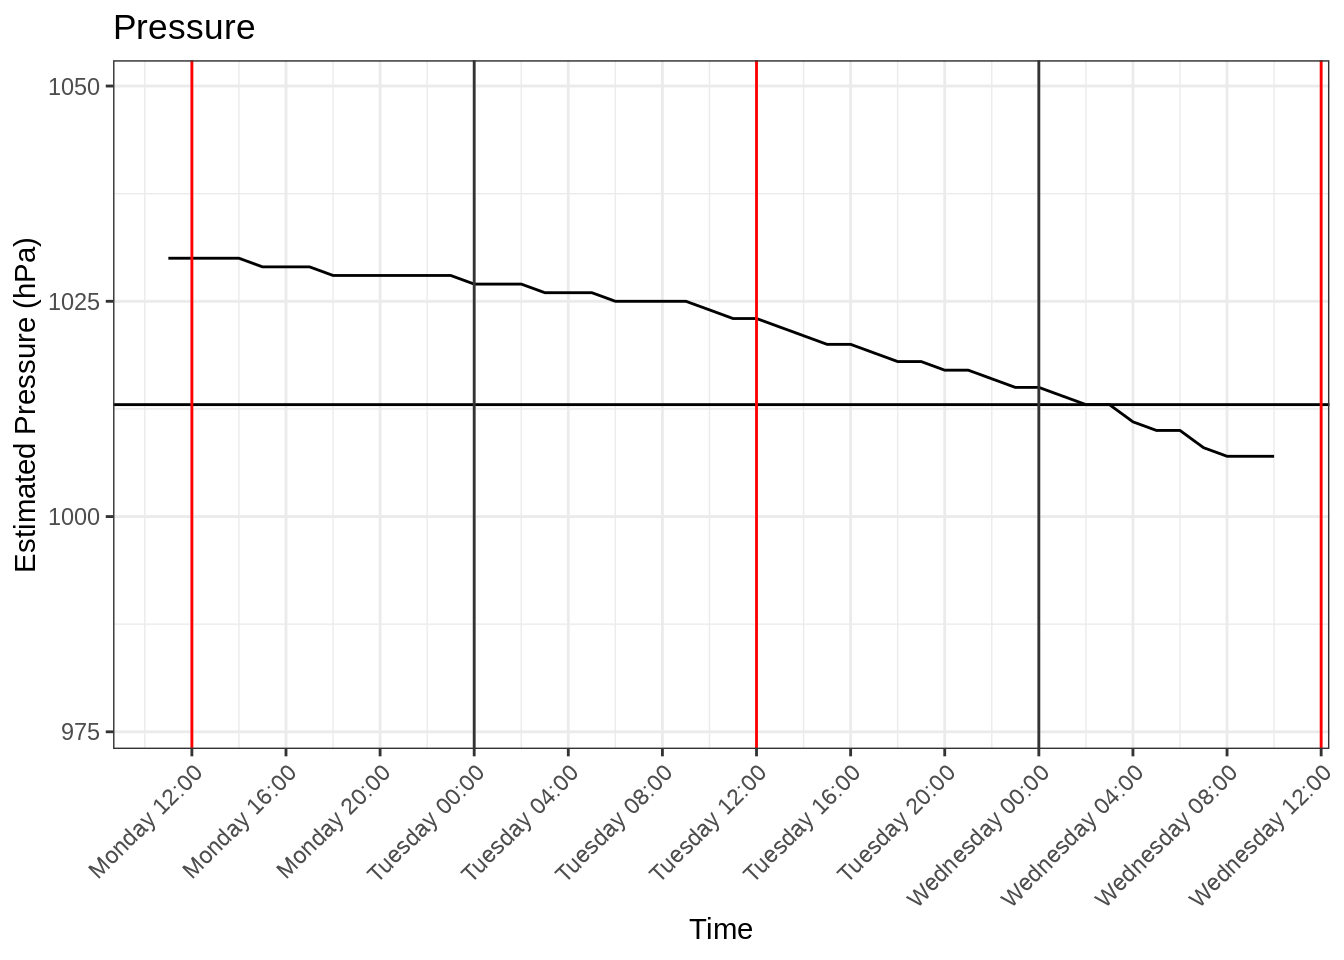 Pressure
Estimated Pressure (hPa)
1050
1025
1000
975
Monday 12:00
Monday 16:00
Monday 20:00
Tuesday 00:00
Tuesday 04:00
Tuesday 08:00
Tuesday 12:00
Tuesday 16:00
Tuesday 20:00
Wednesday 00:00
Wednesday 04:00
Wednesday 08:00
Wednesday 12:00
Time